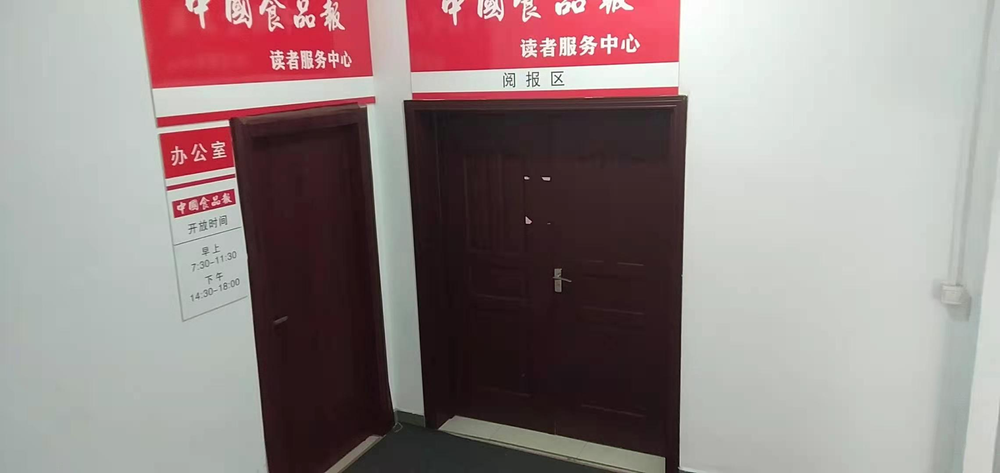 中國食品報
读者服务中心
办公室
中國食品報
开放时间
早上
7:30-11:30
下午
14:30-18:00
中國食品報
读者服务中心
阅报区